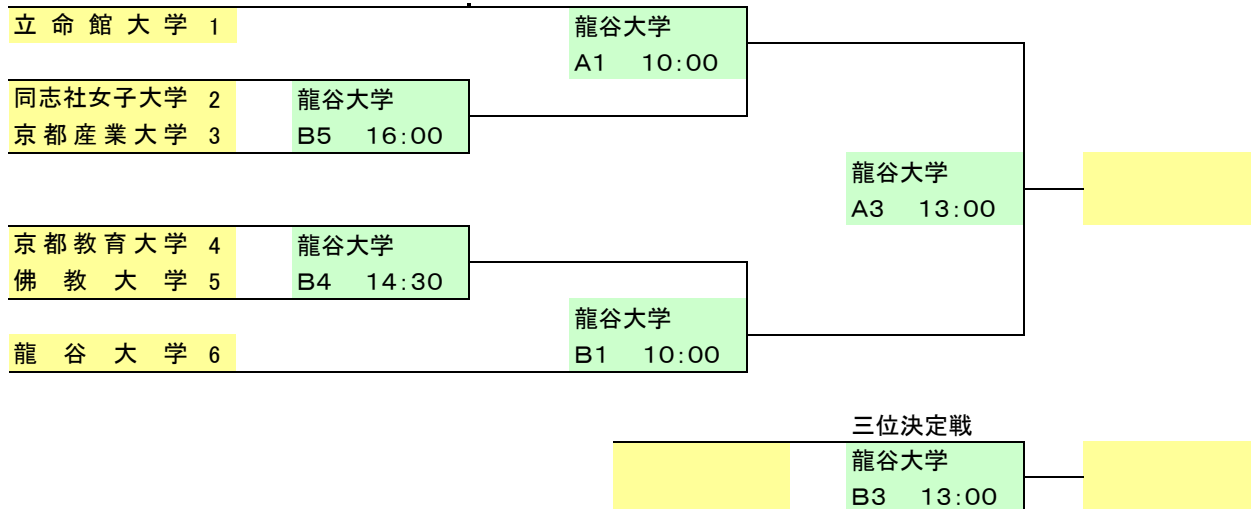 立命館大学 1
龍谷大学
A1 10:00
同志社女子大学 2
龍谷大学
京都産業大学 3
B5 16:00
龍谷大学
A3 13:00
京都教育大学 4
龍谷大学
佛教大学 5
B4 14:30
龍谷大学
龍谷大学 6
B1 10:00
三位決定戦
龍谷大学
B3 13:00